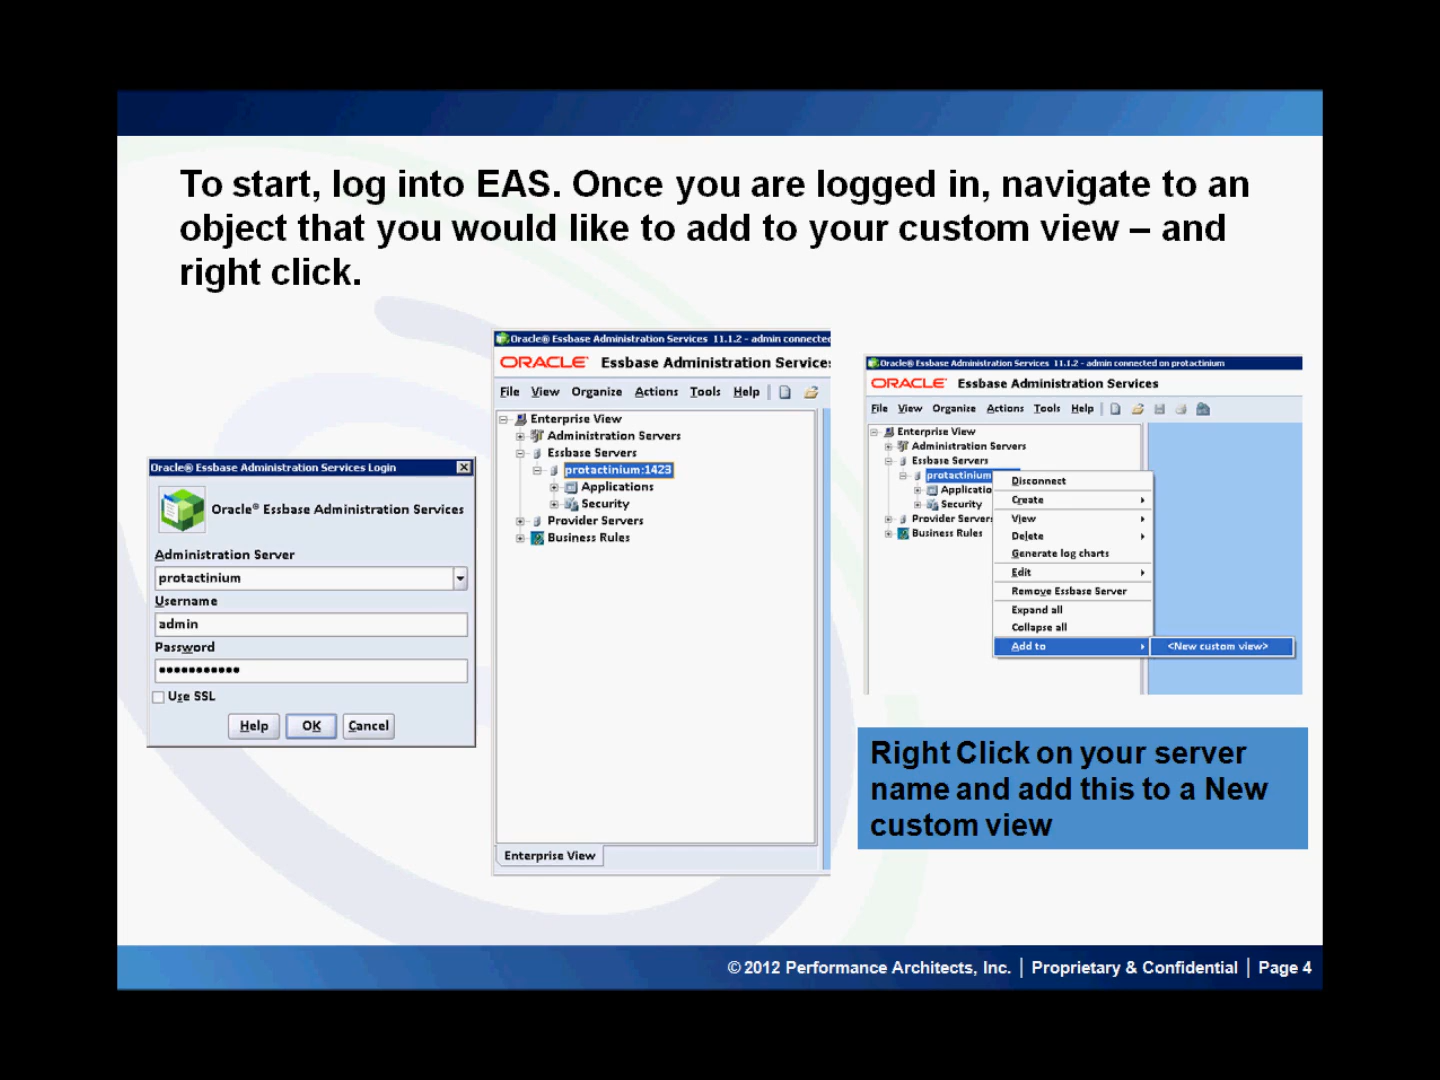 To start, log into EAS. Once you are logged in, navigate to an
object that you would like to add to your custom view – and
right click.
Oracle® Essbase Administration Services Login
Oracle® Essbase Administration Services
Administration Server
protactinium
Username
admin
Password
•••••••••••
Use SSL
Help OK Cancel
Oracle® Essbase Administration Services 11.1.2 - admin connected
ORACLE® Essbase Administration Services
File View Organize Actions Tools Help
Enterprise View
Administration Servers
Essbase Servers
protactinium:1423
Applications
Security
Provider Servers
Business Rules
Enterprise View
Oracle® Essbase Administration Services 11.1.2 - admin connected on protactinium
ORACLE® Essbase Administration Services
File View Organize Actions Tools Help
Enterprise View
Administration Servers
Essbase Servers
protactinium
Applicatio
Security
Provider Servers
Business Rules
Disconnect
Create
View
Delete
Generate log charts
Edit
Remove Essbase Server
Expand all
Collapse all
Add to
<New custom view>
Right Click on your server
name and add this to a New
custom view
© 2012 Performance Architects, Inc. | Proprietary & Confidential | Page 4